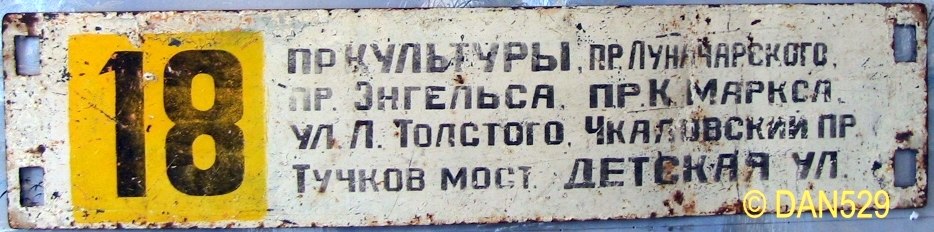 18
ПР КУЛЬТУРЫ, ПР. ЛУНАЧАРСКОГО,
ПР. ЭНГЕЛЬСА, ПР. К. МАРКСА,
УЛ. Л. ТОЛСТОГО, ЧКАЛОВСКИЙ ПР.
ТУЧКОВ МОСТ, ДЕТСКАЯ УЛ.
© DAN529